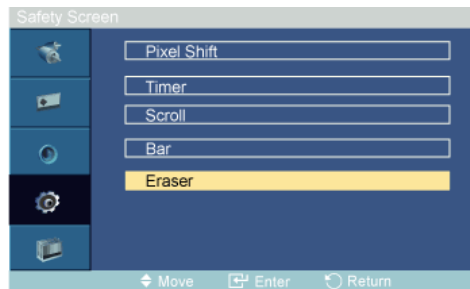 Safety Screen
Pixel Shift
Timer
Scroll
Bar
Eraser
Move Enter Return